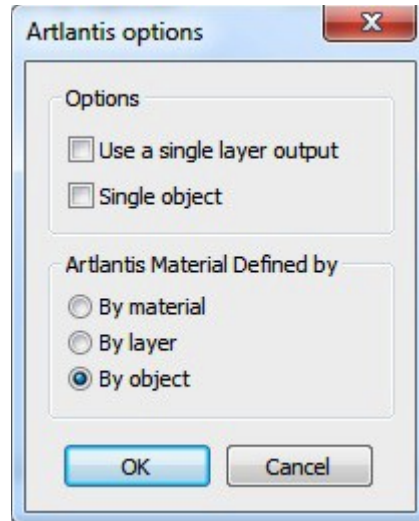 Artlantis options
Options
Use a single layer output
Single object
Artlantis Material Defined by
By material
By layer
By object
OK
Cancel